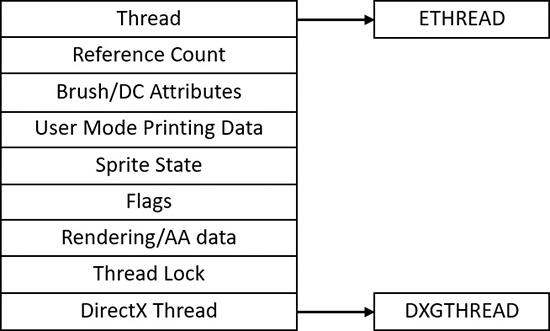 Thread
ETHREAD
Reference Count
Brush/DC Attributes
User Mode Printing Data
Sprite State
Flags
Rendering/AA data
Thread Lock
DirectX Thread
DXGTHREAD